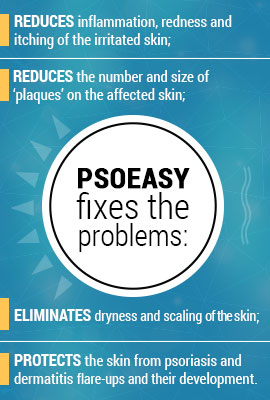 REDUCES inflammation, redness and
itching of the irritated skin;
REDUCES the number and size of
‘plaques’ on the affected skin;
PSOEASY
fixes the
problems:
ELIMINATES dryness and scaling of the skin;
PROTECTS the skin from psoriasis and
dermatitis flare-ups and their development.